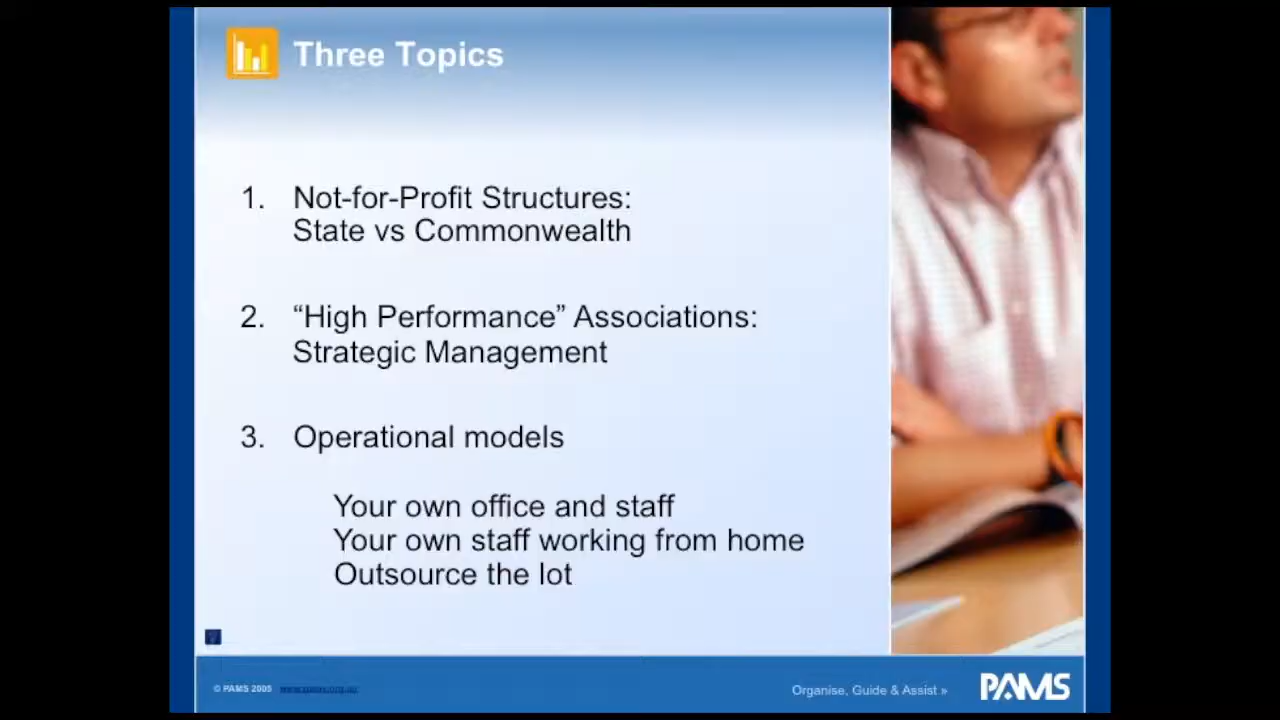 Three Topics
1. Not-for-Profit Structures:
State vs Commonwealth
2. “High Performance” Associations:
Strategic Management
3. Operational models
Your own office and staff
Your own staff working from home
Outsource the lot
© PAMS 2005 www.pams.org.au
Organise, Guide & Assist »
PAMS